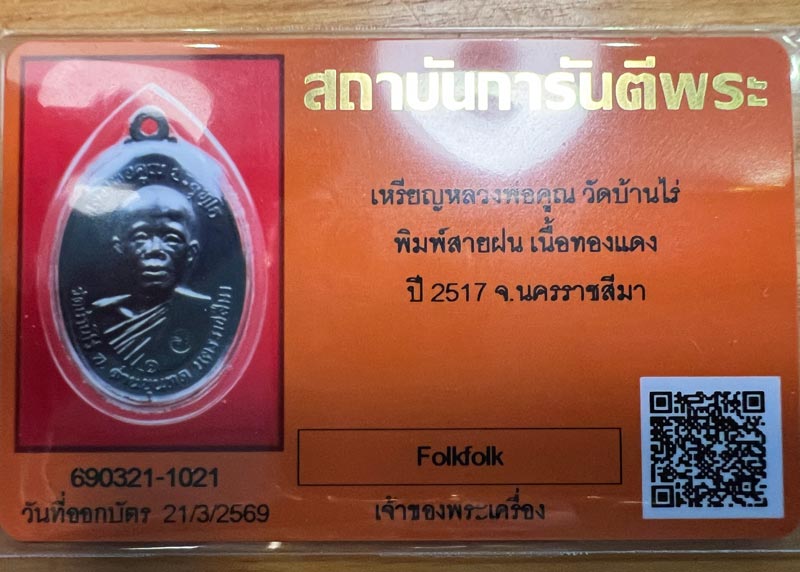 สถาบันการันตีพระ
เหรียญหลวงพ่อคูณ วัดบ้านไร่
พิมพ์สายฝน เนื้อทองแดง
ปี 2517 จ.นครราชสีมา
Folkfolk
เจ้าของพระเครื่อง
690321-1021
วันที่ออกบัตร 21/3/2569